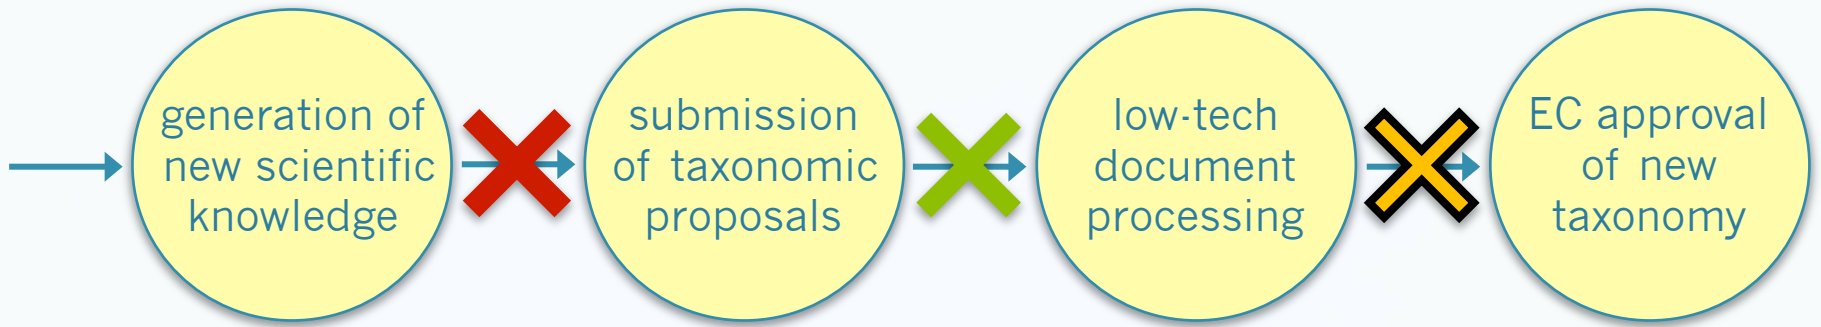 generation of
new scientific
knowledge
submission
of taxonomic
proposals
low-tech
document
processing
EC approval
of new
taxonomy